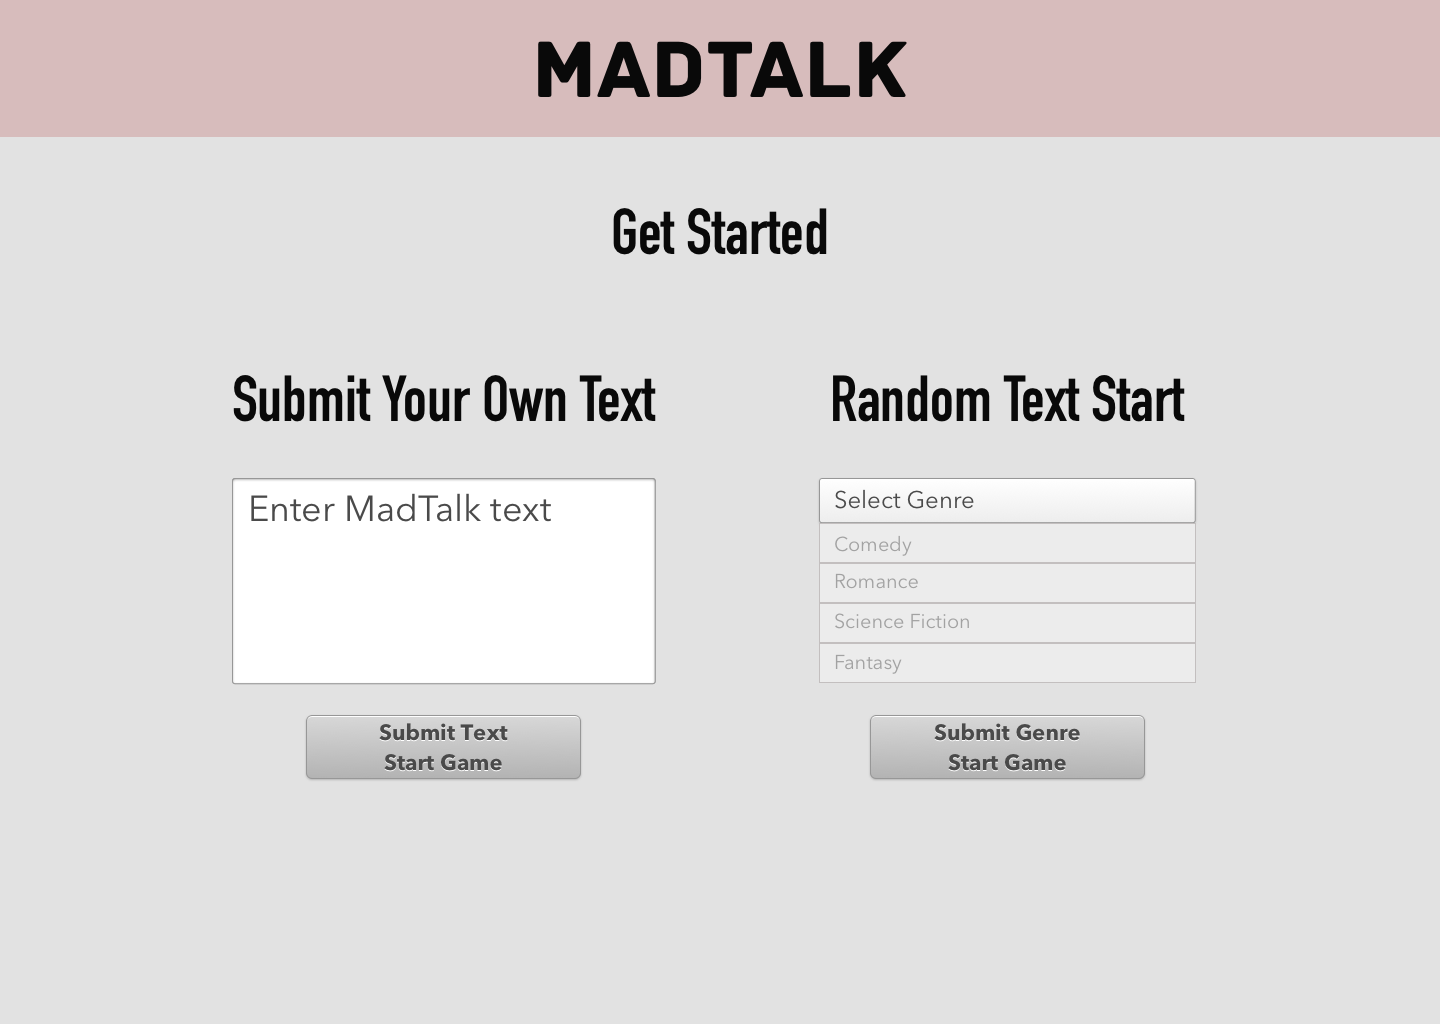 MADTALK
Get Started
Submit Your Own Text
Enter MadTalk text
Submit Text
Start Game
Random Text Start
Select Genre
Comedy
Romance
Science Fiction
Fantasy
Submit Genre
Start Game